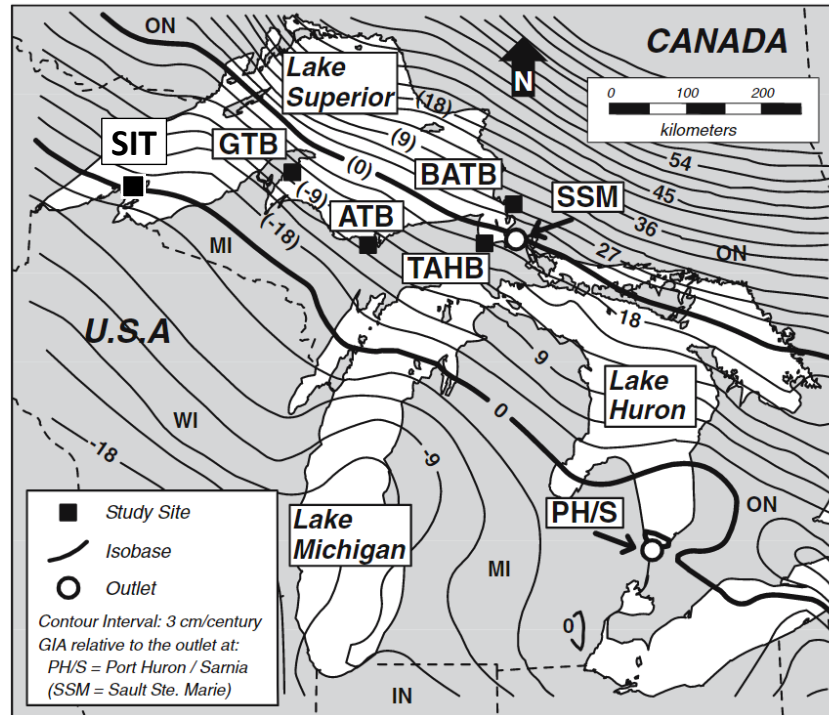 ON
CANADA
Lake
Superior
N
0 100 200
kilometers
(18)
SIT
GTB
(9)
54
(0)
BATB
45
SSM
(-9)
36
ATB
(-18)
MI
27
ON
TAHB
U.S.A
18
9
Lake
Huron
0
WI
-18
-9
PH/S
ON
Lake
Michigan
MI
0
IN
Study Site
Isobase
Outlet
Contour Interval: 3 cm/century
GIA relative to the outlet at:
PH/S = Port Huron / Sarnia
(SSM = Sault Ste. Marie)